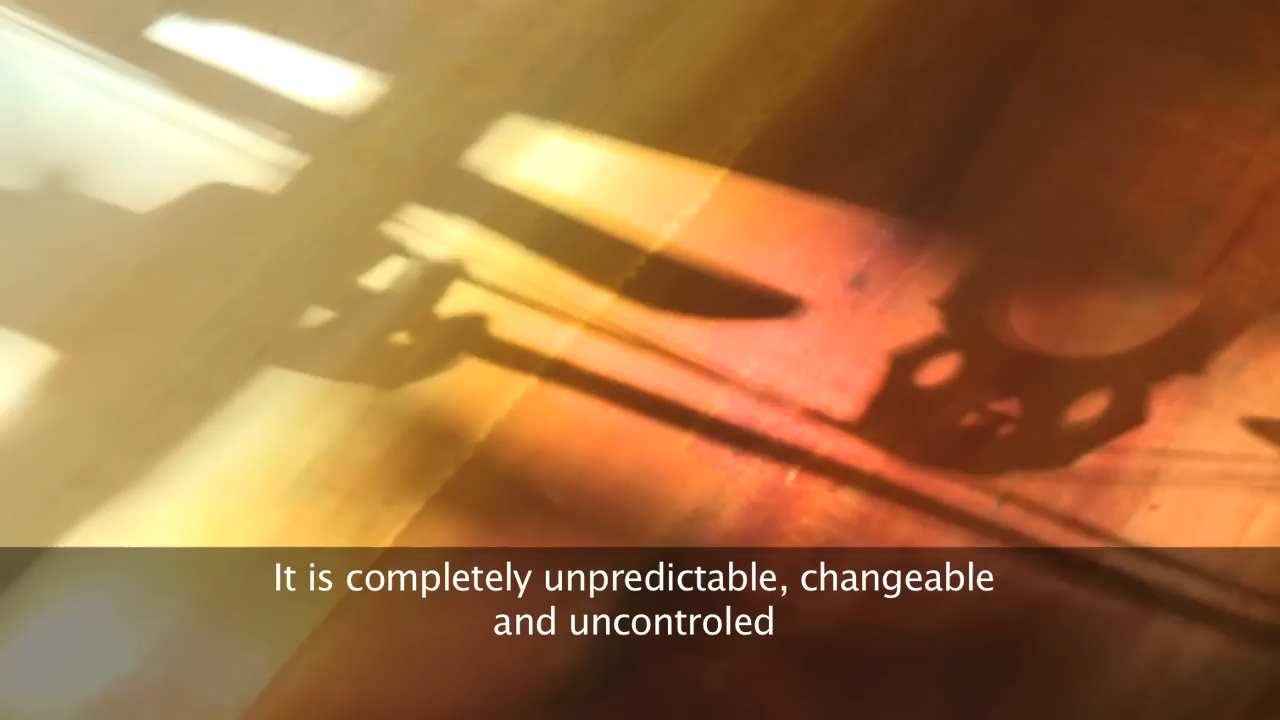 It is completely unpredictable, changeable
and uncontroled